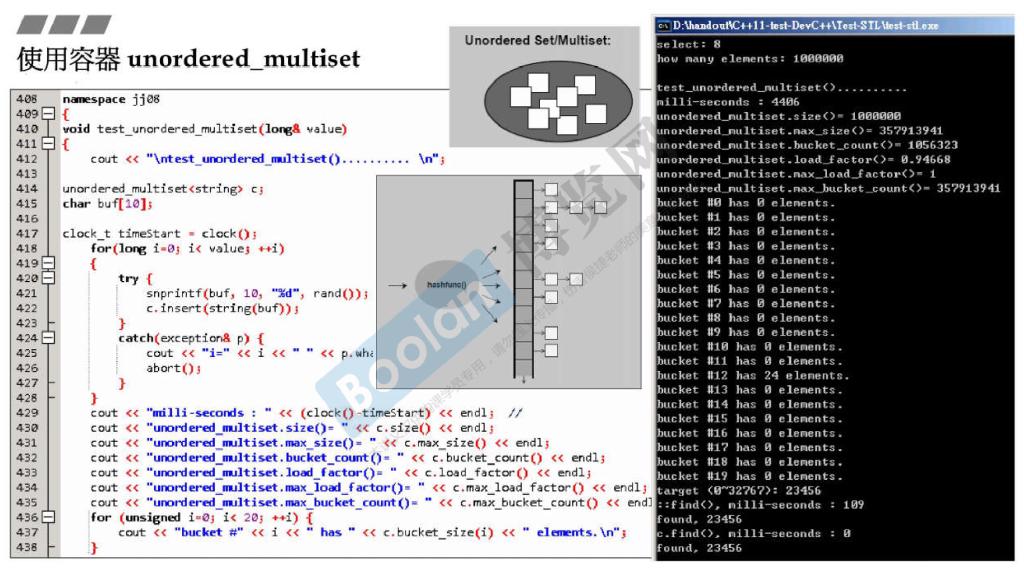 使用容器 unordered_multiset
Unordered Set/Multiset:
408 namespace jj08
409 {
410 void test_unordered_multiset(long& value)
411 {
412 cout << "\ntest_unordered_multiset().......... \n";
413
414 unordered_multiset<string> c;
415 char buf[10];
416
417 clock_t timeStart = clock();
418 for(long i=0; i< value; ++i)
419 {
420 try {
421 snprintf(buf, 10, "%d", rand());
422 c.insert(string(buf));
423 }
424 catch(exception& p) {
425 cout << "i=" << i << " " << p.wha
426 abort();
427 }
428 }
429 cout << "milli-seconds : " << (clock()-timeStart) << endl; //
430 cout << "unordered_multiset.size()= " << c.size() << endl;
431 cout << "unordered_multiset.max_size()= " << c.max_size() << endl;
432 cout << "unordered_multiset.bucket_count()= " << c.bucket_count() << endl;
433 cout << "unordered_multiset.load_factor()= " << c.load_factor() << endl;
434 cout << "unordered_multiset.max_load_factor()= " << c.max_load_factor() << endl;
435 cout << "unordered_multiset.max_bucket_count()= " << c.max_bucket_count() << endl
436 for (unsigned i=0; i< 20; ++i) {
437 cout << "bucket #" << i << " has " << c.bucket_size(i) << " elements.\n";
438 }
hashfunc()
Boolan
博览网
D:\handout\C++11-test-DevC++\Test-STL\test-stl.exe
select: 8
how many elements: 1000000

test_unordered_multiset()..........
milli-seconds : 4406
unordered_multiset.size()= 1000000
unordered_multiset.max_size()= 357913941
unordered_multiset.bucket_count()= 1056323
unordered_multiset.load_factor()= 0.94668
unordered_multiset.max_load_factor()= 1
unordered_multiset.max_bucket_count()= 357913941
bucket #0 has 0 elements.
bucket #1 has 0 elements.
bucket #2 has 0 elements.
bucket #3 has 0 elements.
bucket #4 has 0 elements.
bucket #5 has 0 elements.
bucket #6 has 0 elements.
bucket #7 has 0 elements.
bucket #8 has 0 elements.
bucket #9 has 0 elements.
bucket #10 has 0 elements.
bucket #11 has 0 elements.
bucket #12 has 24 elements.
bucket #13 has 0 elements.
bucket #14 has 0 elements.
bucket #15 has 0 elements.
bucket #16 has 0 elements.
bucket #17 has 0 elements.
bucket #18 has 0 elements.
bucket #19 has 0 elements.
target (0~32767): 23456
::find(), milli-seconds : 109
found, 23456
c.find(), milli-seconds : 0
found, 23456